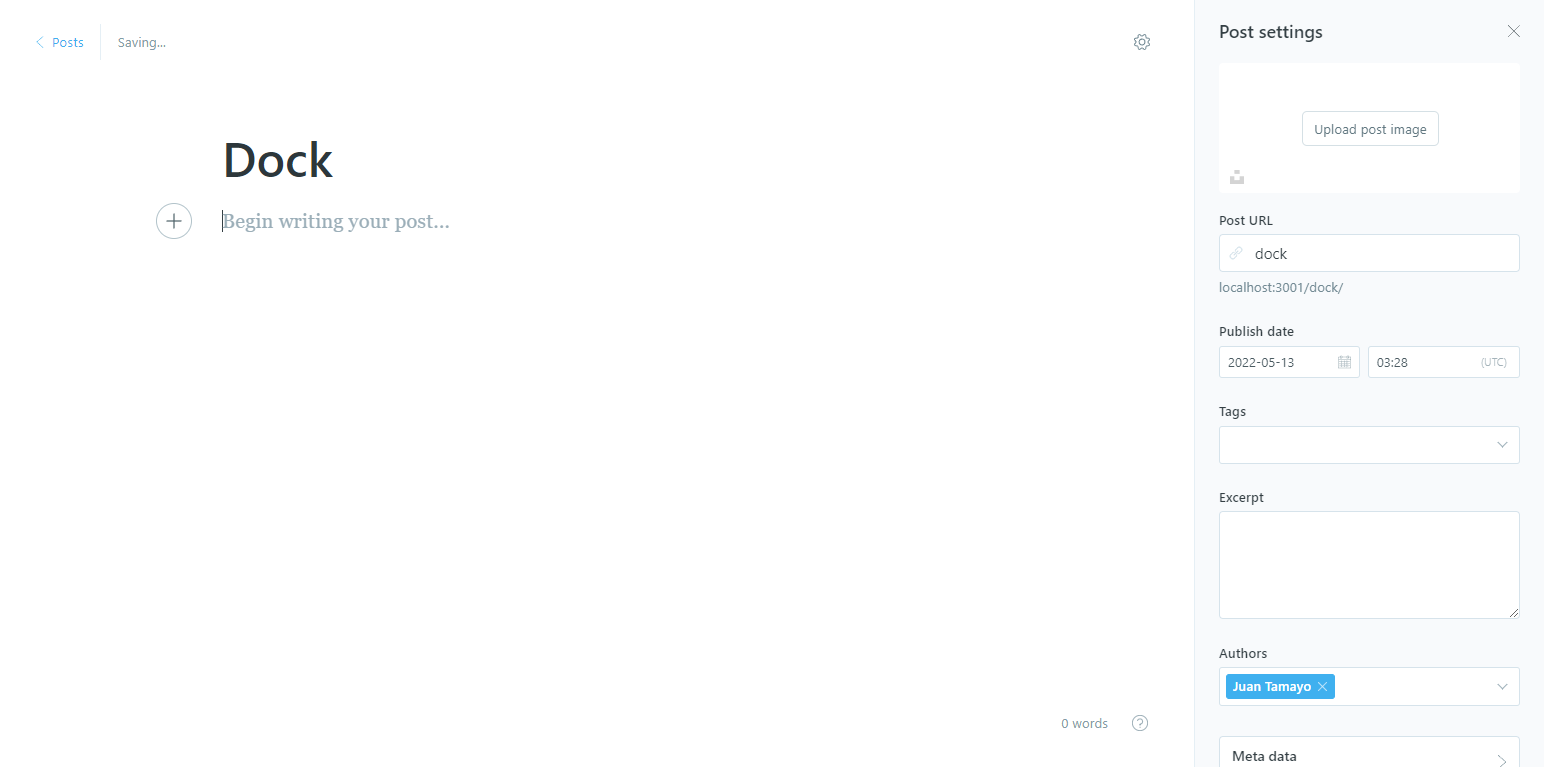 Posts
Saving...
Dock
Begin writing your post...
0 words
Post settings
Upload post image
Post URL
dock
localhost:3001/dock/
Publish date
2022-05-13
03:28 (UTC)
Tags
Excerpt
Authors
Juan Tamayo
Meta data